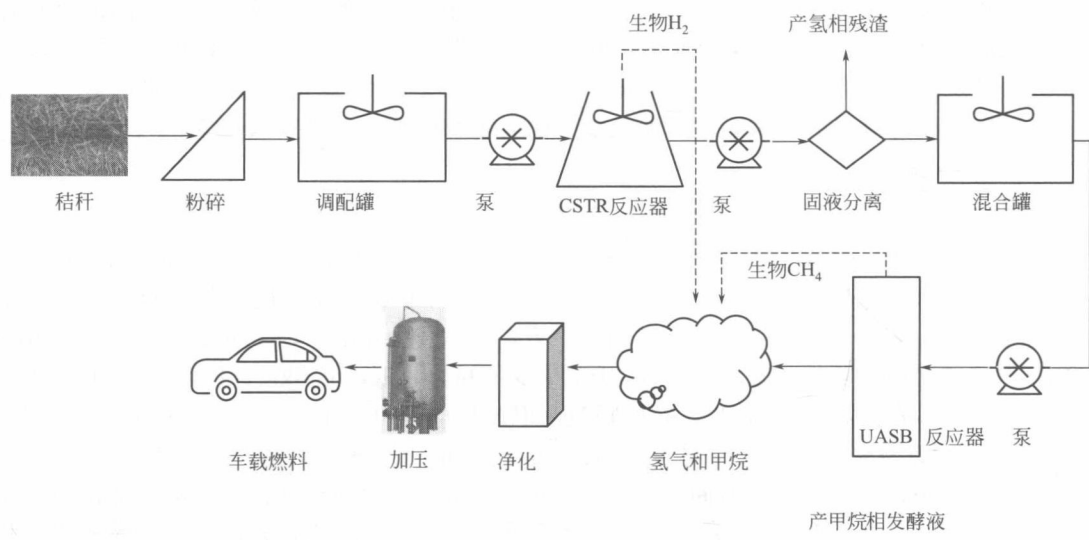 生物H₂
产氢相残渣
秸秆
粉碎
调配罐
泵
CSTR反应器
泵
固液分离
混合罐
生物CH₄
UASB 反应器
泵
车载燃料
加压
净化
氢气和甲烷
产甲烷相发酵液